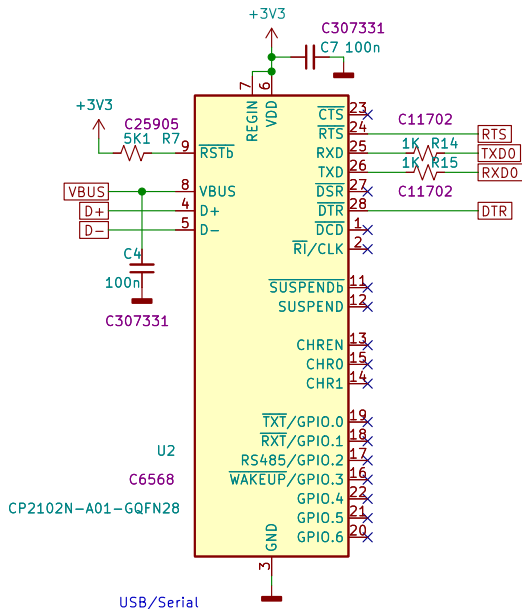 +3V3
C307331
C7 100n
7
6
REGIN
VDD
+3V3
C25905
5K1 R7
9
RSTb
VBUS
8
VBUS
D+
4
D+
D-
5
D-
C4
100n
C307331
CTS
23
RTS
24
C11702
RTS
RXD
25
1K R14
TXD0
TXD
26
1K R15
RXD0
DSR
27
C11702
DTR
28
DTR
DCD
1
RI/CLK
2
SUSPENDb
11
SUSPEND
12
CHREN
13
CHR0
15
CHR1
14
TXT/GPIO.0
19
RXT/GPIO.1
18
RS485/GPIO.2
17
WAKEUP/GPIO.3
16
GPIO.4
22
GPIO.5
21
GPIO.6
20
U2
C6568
CP2102N-A01-GQFN28
GND
3
USB/Serial